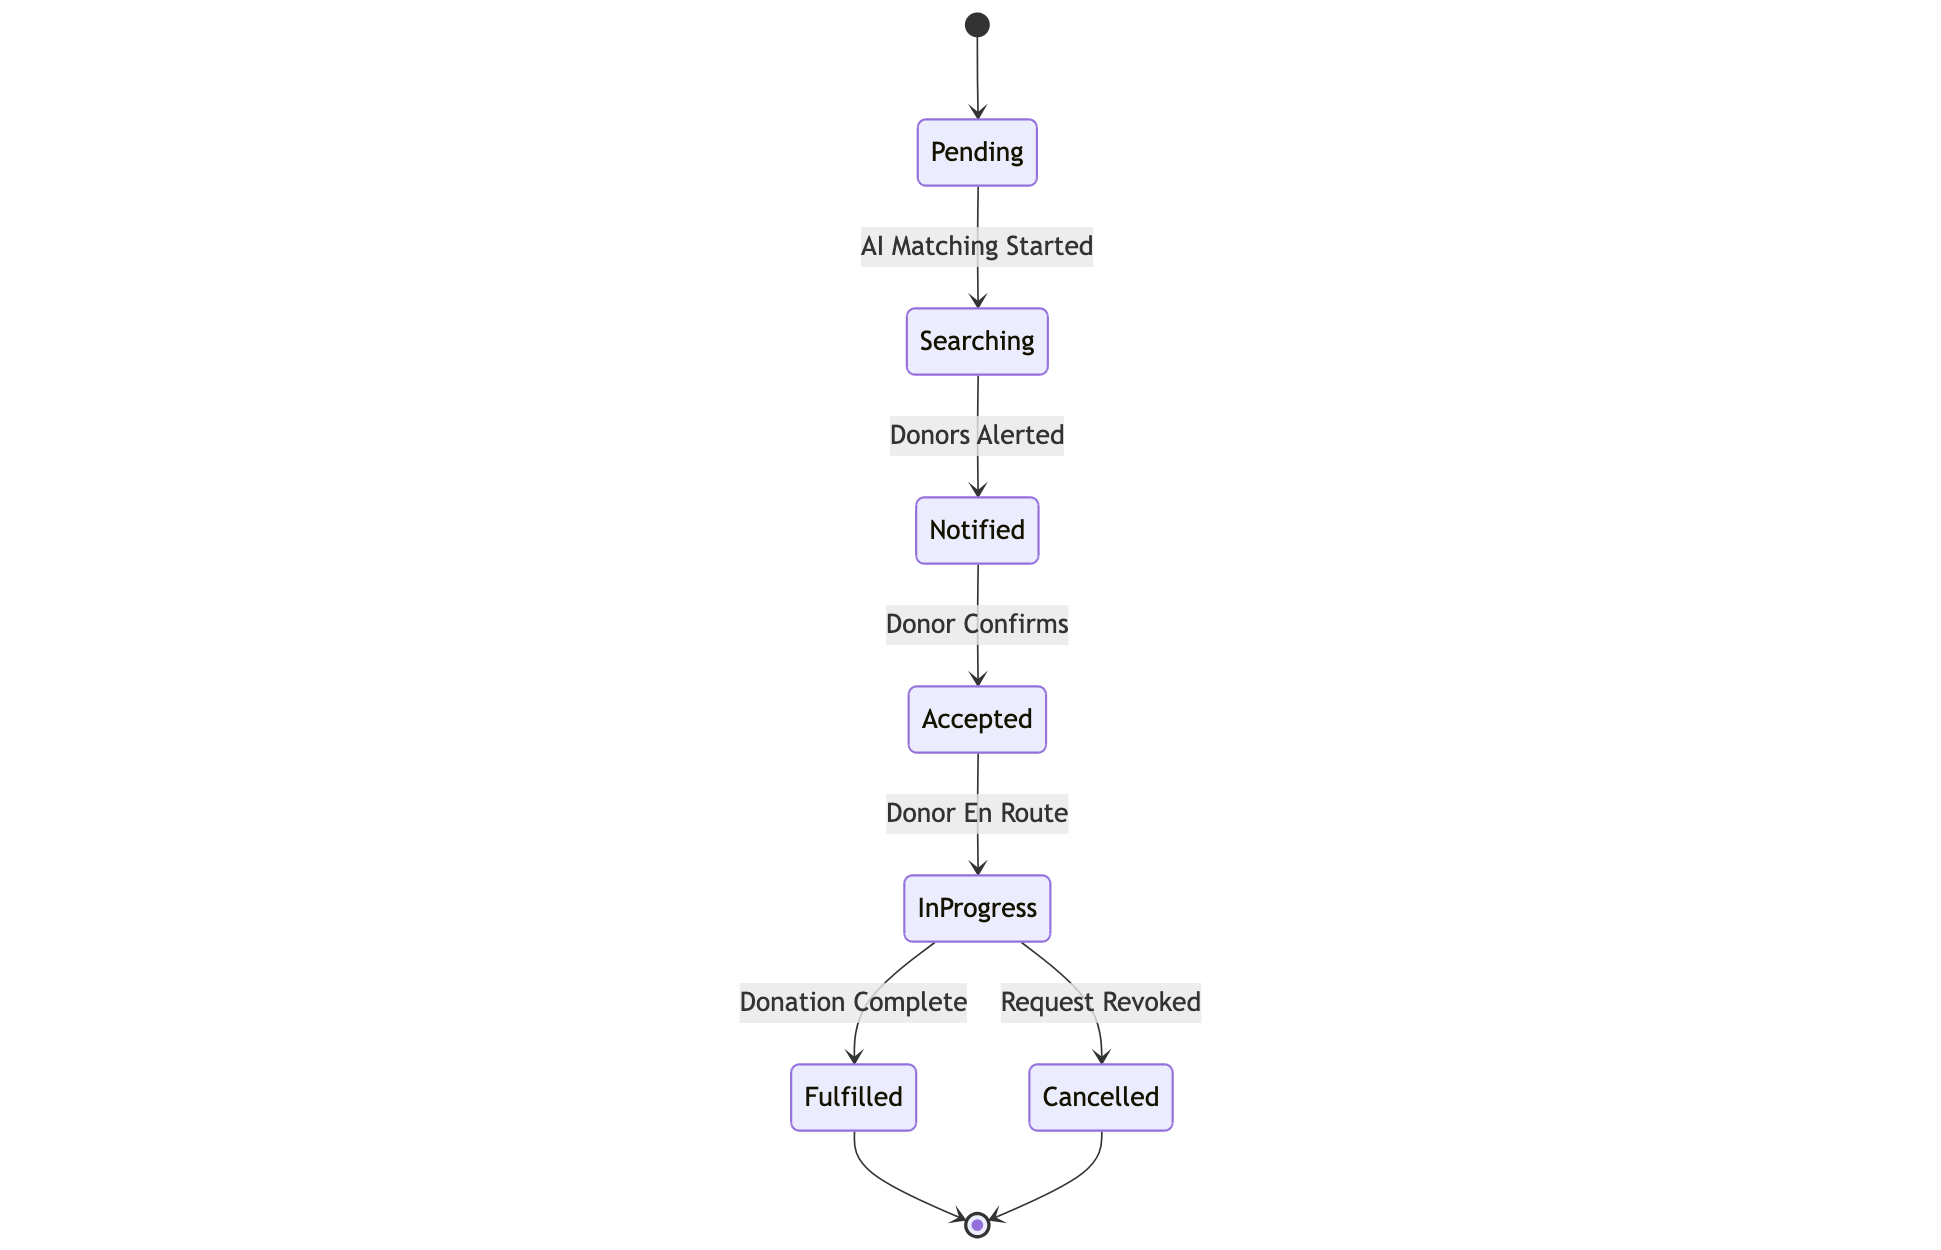 Pending
AI Matching Started
Searching
Donors Alerted
Notified
Donor Confirms
Accepted
Donor En Route
InProgress
Donation Complete
Request Revoked
Fulfilled
Cancelled